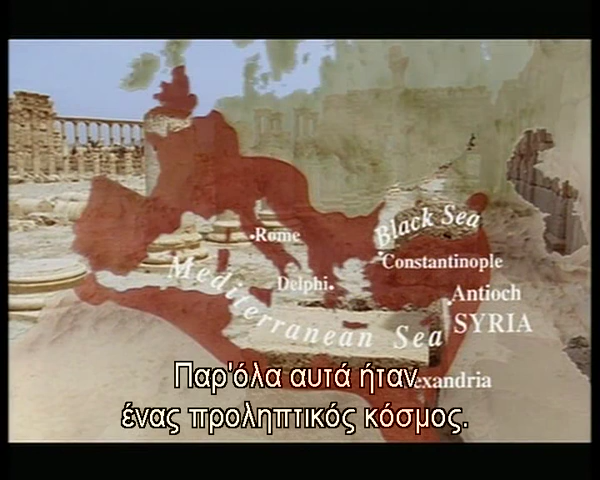 Black Sea
Rome
Constantinople
Mediterranean Sea
Delphi
Antioch
SYRIA
Παρ'όλα αυτά ήταν
ένας προληπτικός κόσμος.